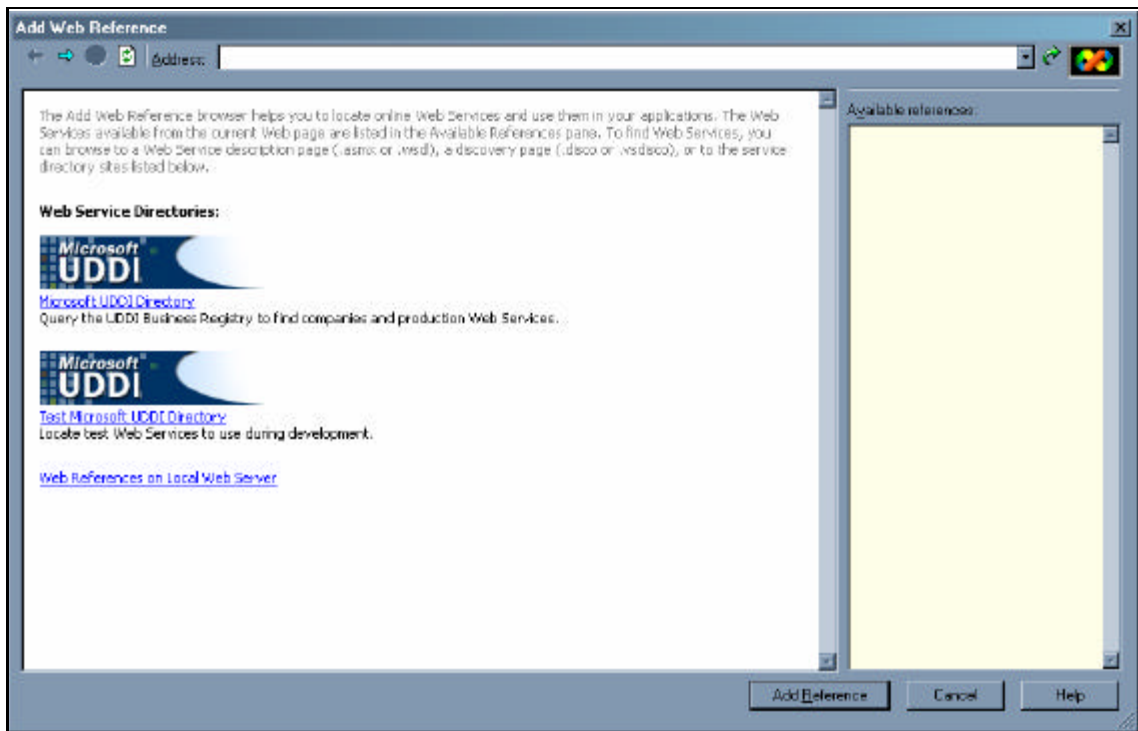 Add Web Reference
Address:
The Add Web Reference browser helps you to locate online Web Services and use them in your applications. The Web
Services available from the current Web page are listed in the Available References pane. To find Web Services, you
can browse to a Web Service description page (.asmx or .wsdl), a discovery page (.disco or .vsdisco), or to the service
directory sites listed below.
Available references:
Web Service Directories:
Microsoft
UDDI
Microsoft UDDI Directory
Query the UDDI Business Registry to find companies and production Web Services.
Microsoft
UDDI
Test Microsoft UDDI Directory
Locate test Web Services to use during development.
Web References on Local Web Server
Add Reference
Cancel
Help